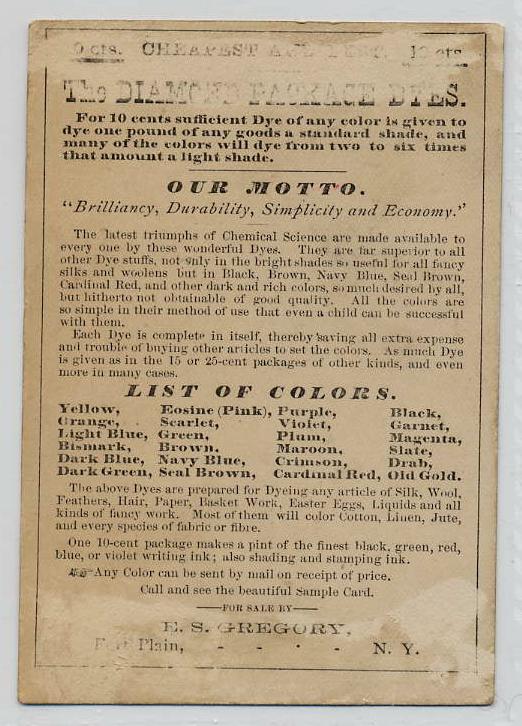 10 cts. CHEAPEST AND BEST. 10 cts.
The DIAMOND PACKAGE DYES.
For 10 cents sufficient Dye of any color is given to
dye one pound of any goods a standard shade, and
many of the colors will dye from two to six times
that amount a light shade.
OUR MOTTO.
"Brilliancy, Durability, Simplicity and Economy."
The latest triumphs of Chemical Science are made available to
every one by these wonderful Dyes. They are far superior to all
other Dye stuffs, not only in the bright shades so useful for all fancy
silks and woolens but in Black, Brown, Navy Blue, Seal Brown,
Cardinal Red, and other dark and rich colors, so much desired by all,
but hitherto not obtainable of good quality. All the colors are
so simple in their method of use that even a child can be successful
with them.
Each Dye is complete in itself, thereby saving all extra expense
and trouble of buying other articles to set the colors. As much Dye
is given as in the 15 or 25-cent packages of other kinds, and even
more in many cases.
LIST OF COLORS.
Yellow, Eosine (Pink), Purple, Black,
Orange, Scarlet, Violet, Garnet,
Light Blue, Green, Plum, Magenta,
Bismark, Brown. Maroon, Slate,
Dark Blue, Navy Blue, Crimson, Drab,
Dark Green, Seal Brown, Cardinal Red, Old Gold.
The above Dyes are prepared for Dyeing any article of Silk, Wool,
Feathers, Hair, Paper, Basket Work, Easter Eggs, Liquids and all
kinds of fancy work. Most of them will color Cotton, Linen, Jute,
and every species of fabric or fibre.
One 10-cent package makes a pint of the finest black, green, red,
blue, or violet writing ink; also shading and stamping ink.
Any Color can be sent by mail on receipt of price.
Call and see the beautiful Sample Card.
FOR SALE BY
E. S. GREGORY,
Fort Plain, - - - - N. Y.